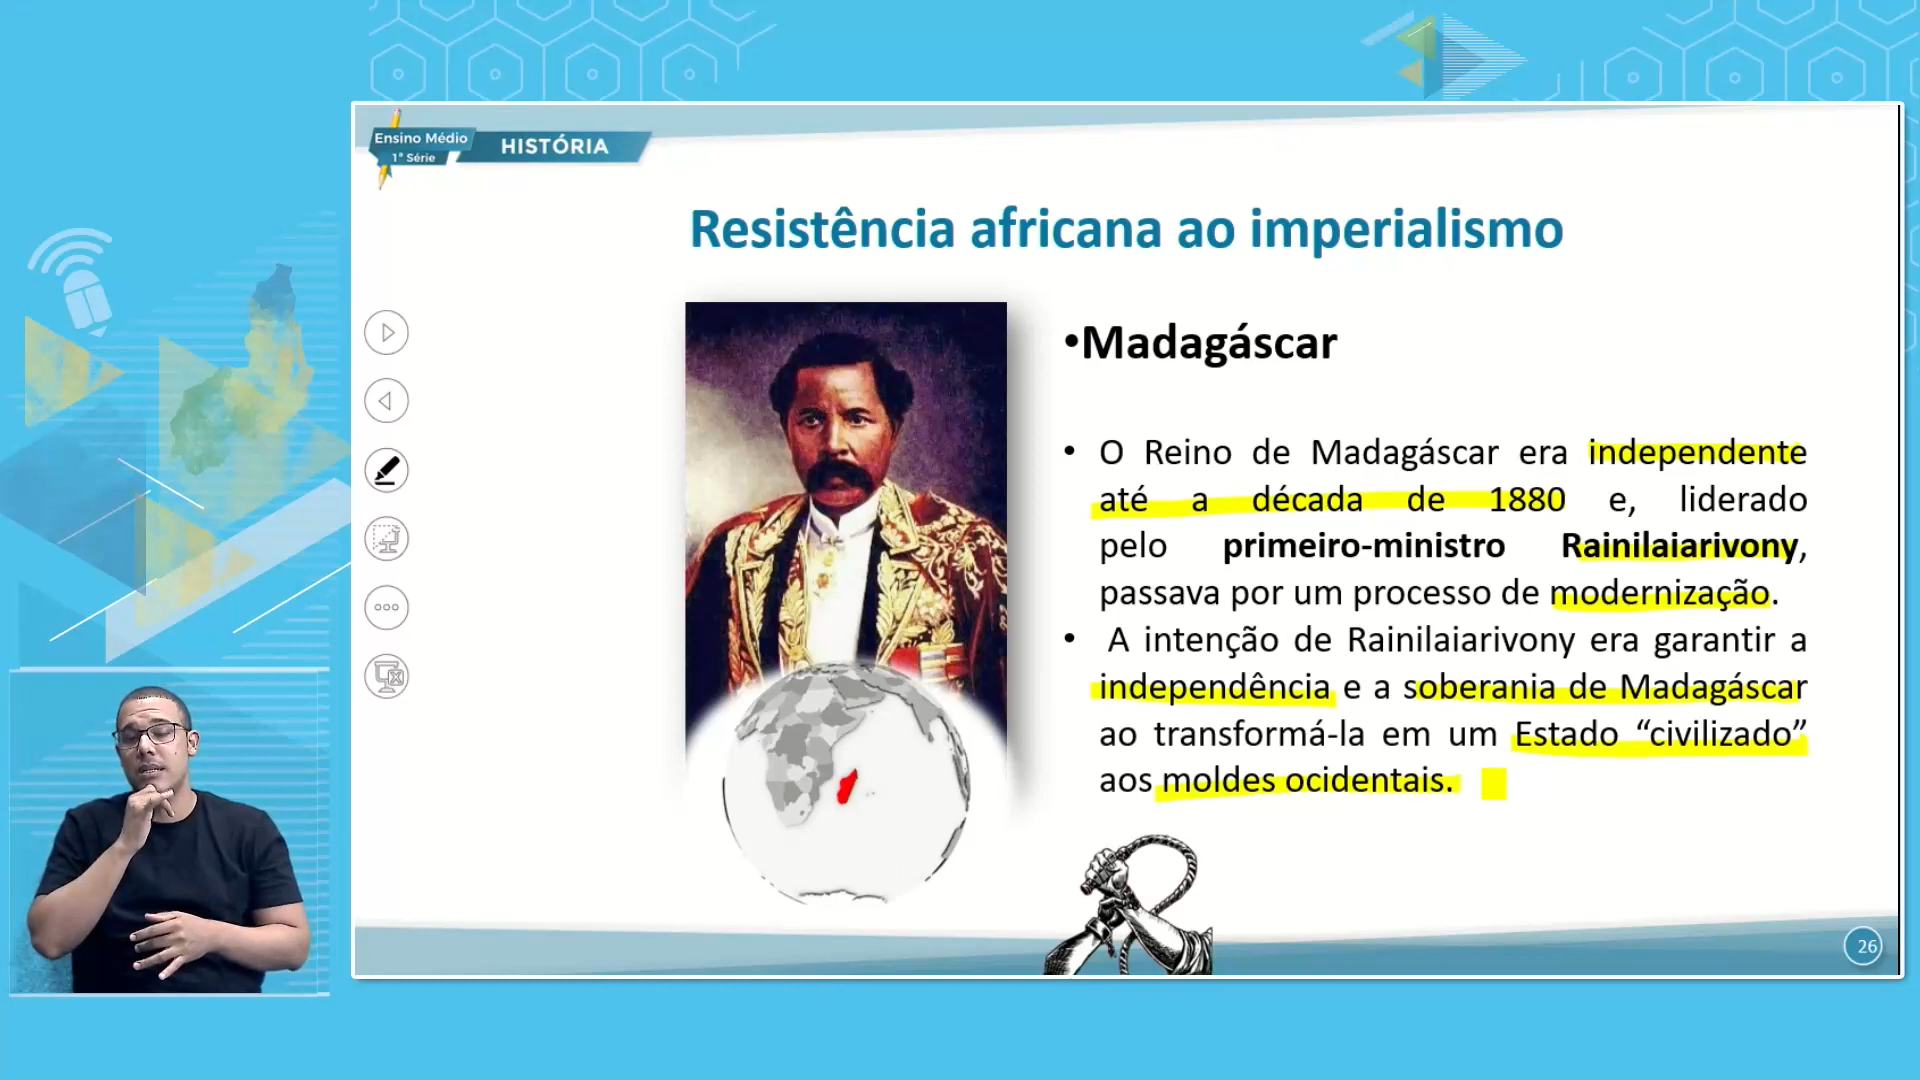 Ensino Médio
1ª Série
HISTÓRIA
Resistência africana ao imperialismo
•Madagáscar
• O Reino de Madagáscar era independente
até a década de 1880 e, liderado
pelo primeiro-ministro Rainilaiarivony,
passava por um processo de modernização.
• A intenção de Rainilaiarivony era garantir a
independência e a soberania de Madagáscar
ao transformá-la em um Estado “civilizado”
aos moldes ocidentais.
26